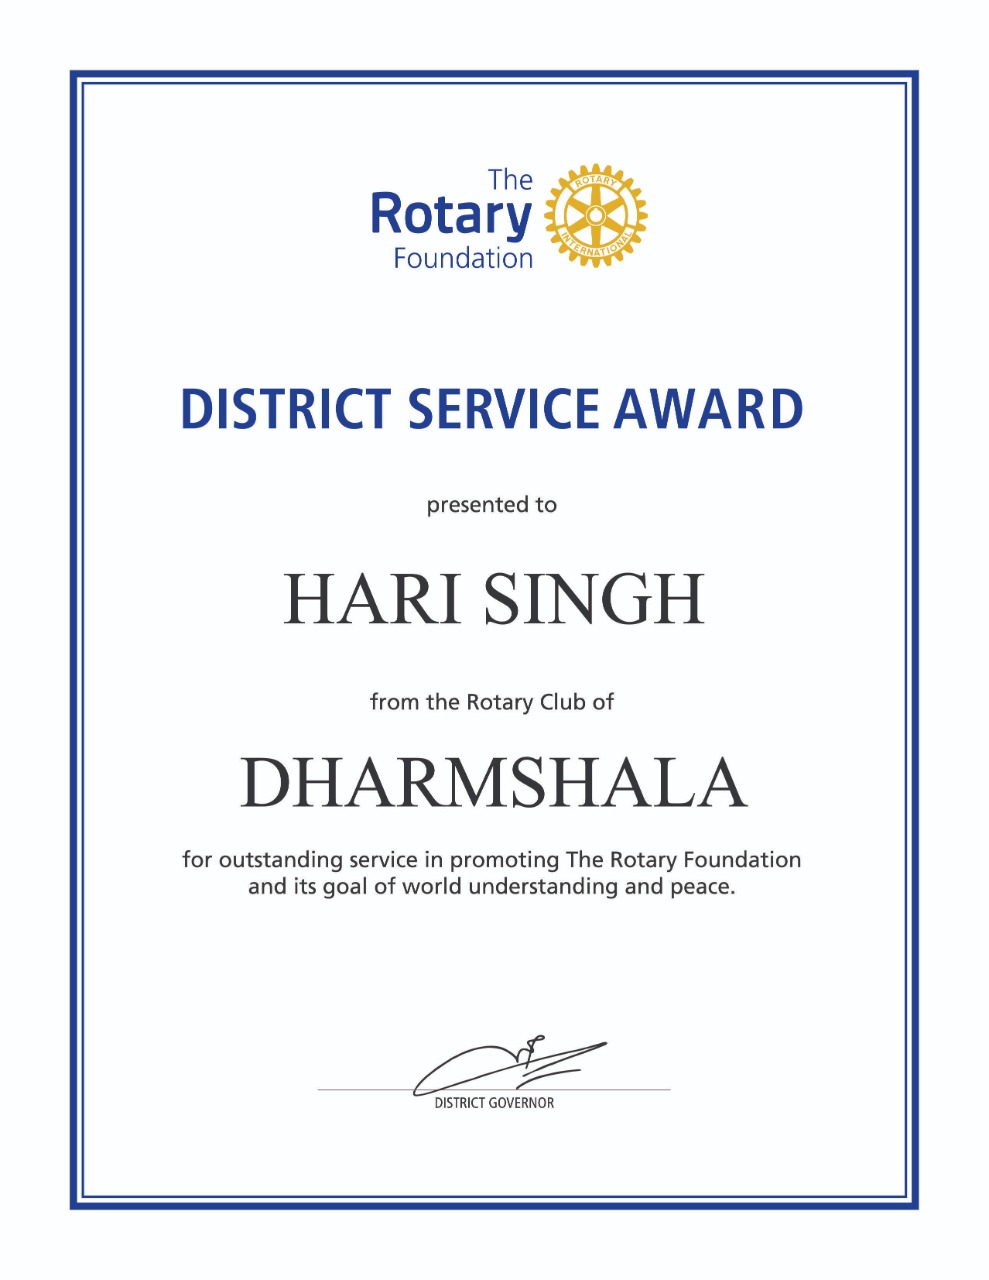 The
Rotary
Foundation
ROTARY
INTERNATIONAL
DISTRICT SERVICE AWARD
presented to
HARI SINGH
from the Rotary Club of
DHARMSHALA
for outstanding service in promoting The Rotary Foundation
and its goal of world understanding and peace.
DISTRICT GOVERNOR